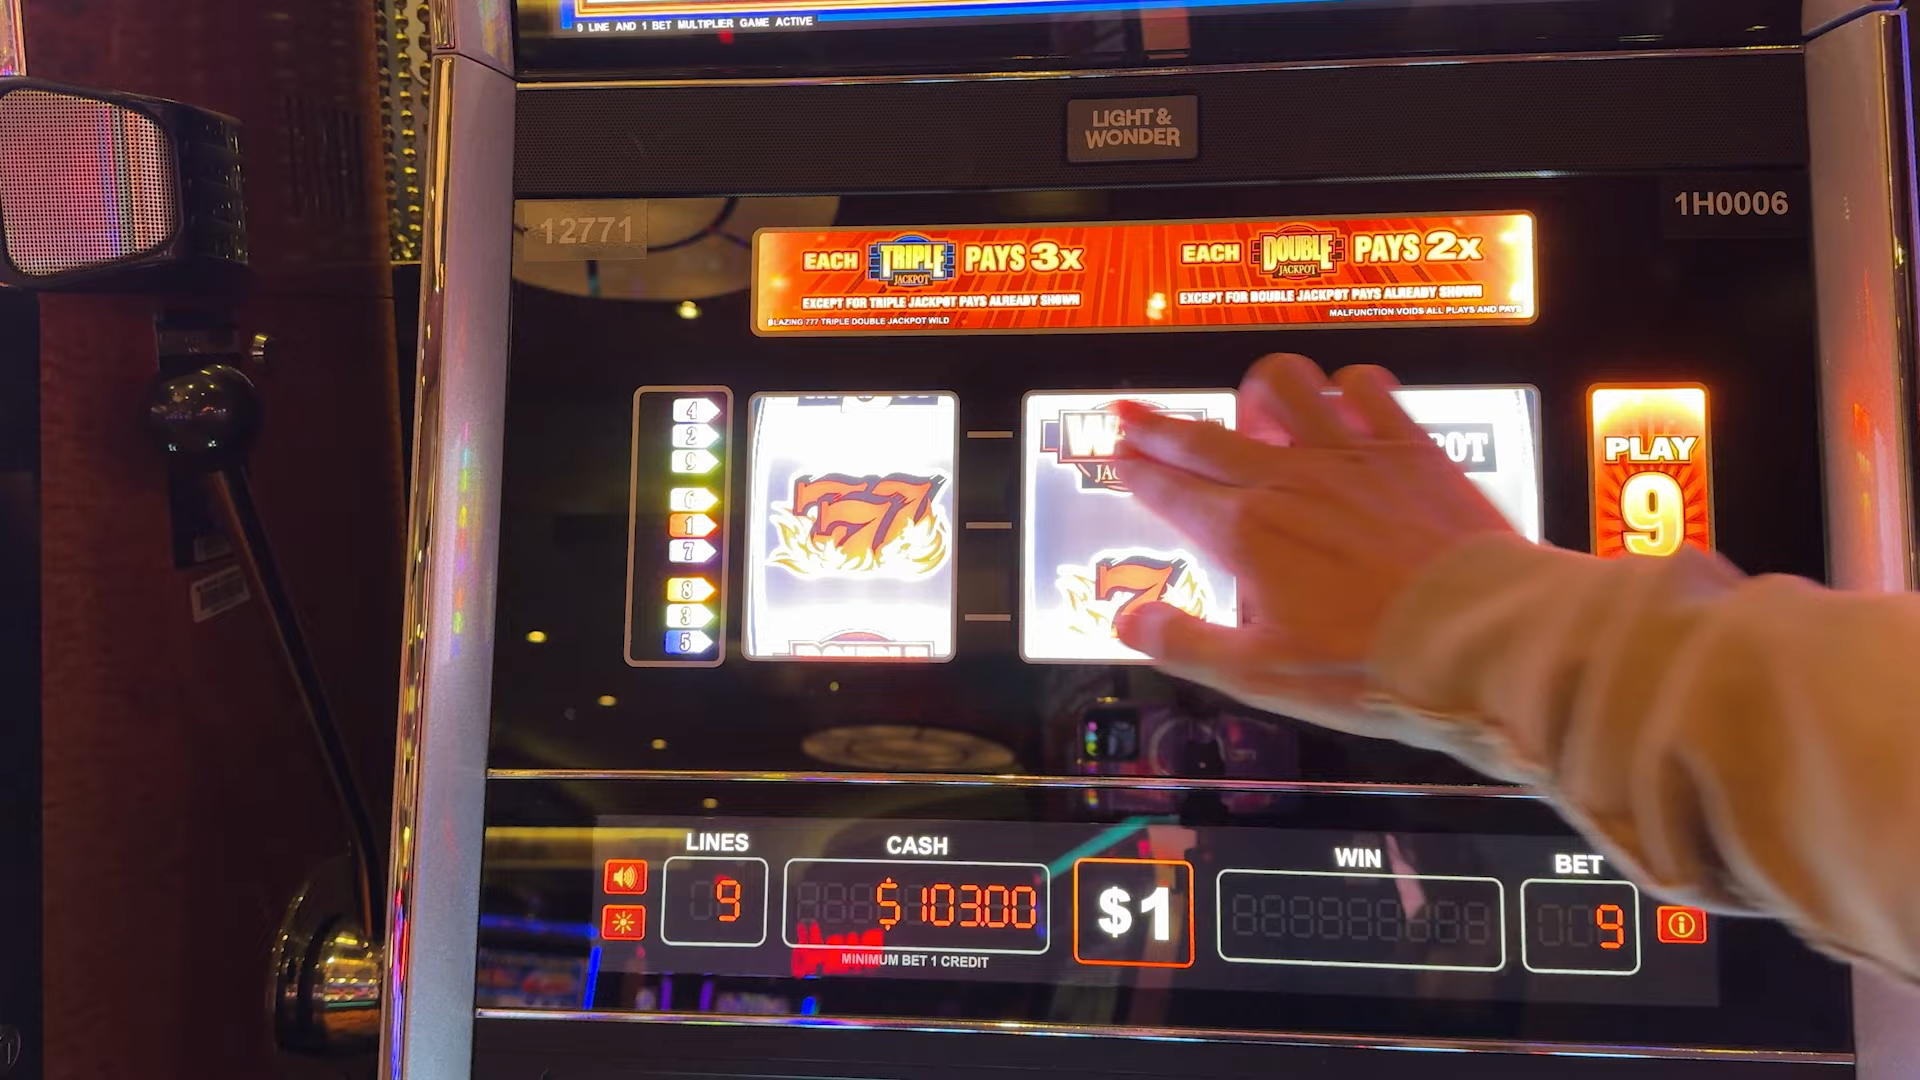 9 LINE AND 1 BET MULTIPLIER GAME ACTIVE
LIGHT &
WONDER
12771
1H0006
EACH TRIPLE JACKPOT PAYS 3x
EXCEPT FOR TRIPLE JACKPOT PAYS ALREADY SHOWN
BLAZING 777 TRIPLE DOUBLE JACKPOT WILD
EACH DOUBLE JACKPOT PAYS 2x
EXCEPT FOR DOUBLE JACKPOT PAYS ALREADY SHOWN
MALFUNCTION VOIDS ALL PLAYS AND PAYS
4
2
9
6
1
7
8
3
5
77
7
PLAY
9
LINES
9
CASH
$103.00
MINIMUM BET 1 CREDIT
$1
WIN
BET
9